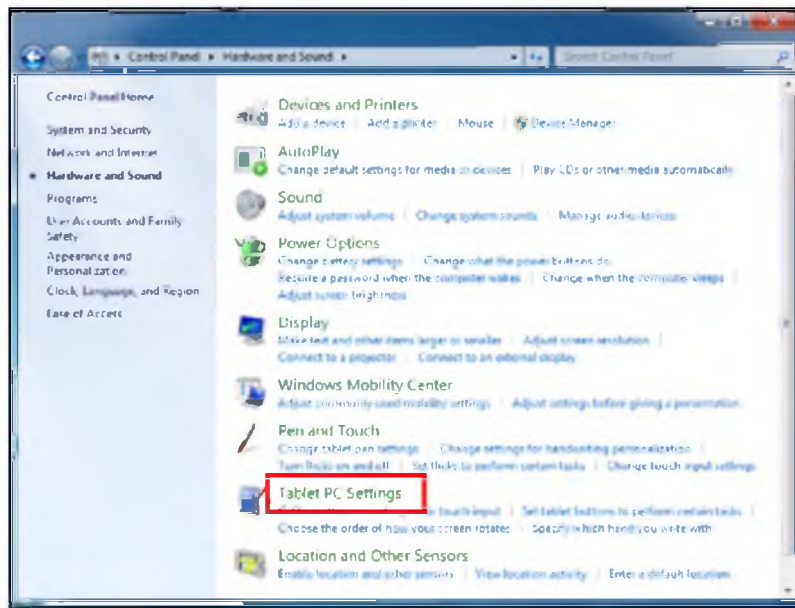 Control Panel ▸ Hardware and Sound ▸
Search Control Panel
Control Panel Home
System and Security
Network and Internet
Hardware and Sound
Programs
User Accounts and Family
Safety
Appearance and
Personalization
Clock, Language, and Region
Ease of Access
Devices and Printers
Add a device | Add a printer | Mouse | Device Manager
AutoPlay
Change default settings for media or devices | Play CDs or other media automatically
Sound
Adjust system volume | Change system sounds | Manage audio devices
Power Options
Change battery settings | Change what the power buttons do
Require a password when the computer wakes | Change when the computer sleeps |
Adjust screen brightness
Display
Make text and other items larger or smaller | Adjust screen resolution |
Connect to a projector | Connect to an external display
Windows Mobility Center
Adjust commonly used mobility settings | Adjust settings before giving a presentation
Pen and Touch
Change tablet pen settings | Change settings for handwriting personalization |
Turn flicks on and off | Set flicks to perform certain tasks | Change touch input settings
Tablet PC Settings
touch input | Set tablet buttons to perform certain tasks |
Choose the order of how your screen rotates | Specify which hand you write with
Location and Other Sensors
Enable location and other sensors | View location activity | Enter a default location